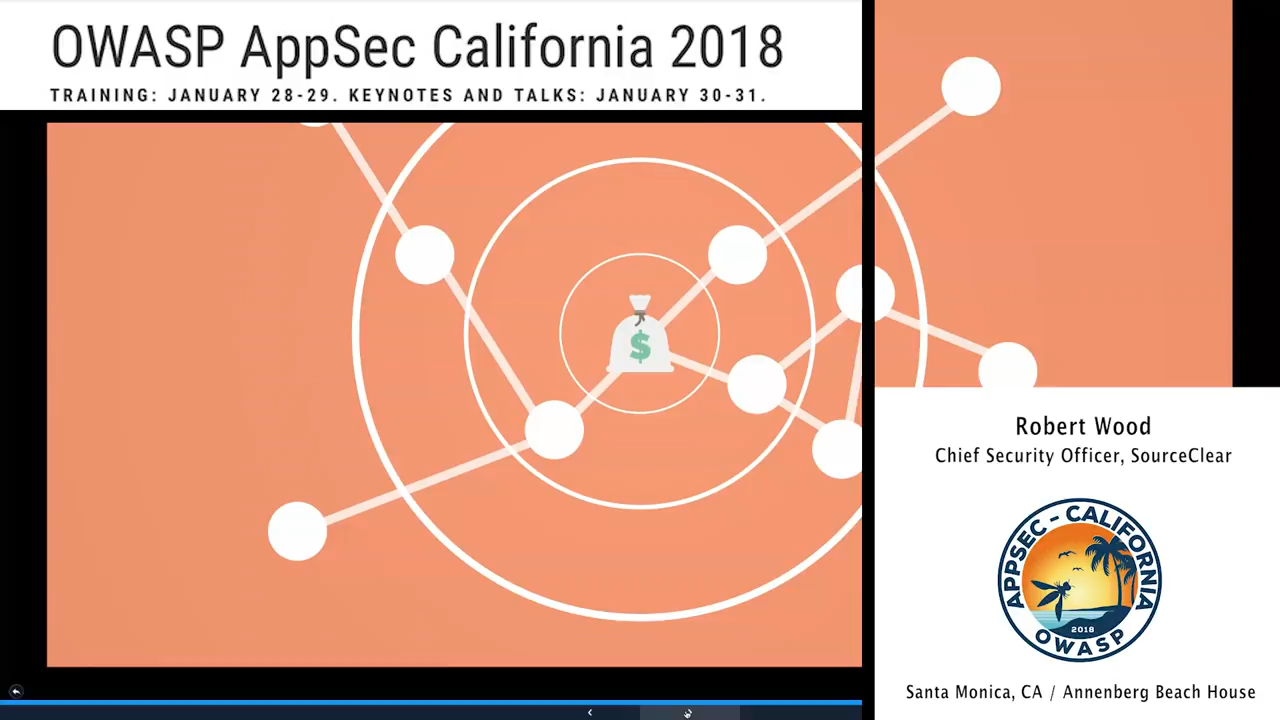 OWASP AppSec California 2018
TRAINING: JANUARY 28-29. KEYNOTES AND TALKS: JANUARY 30-31.
$
Robert Wood
Chief Security Officer, SourceClear
APPSEC - CALIFORNIA
2018
OWASP
Santa Monica, CA / Annenberg Beach House